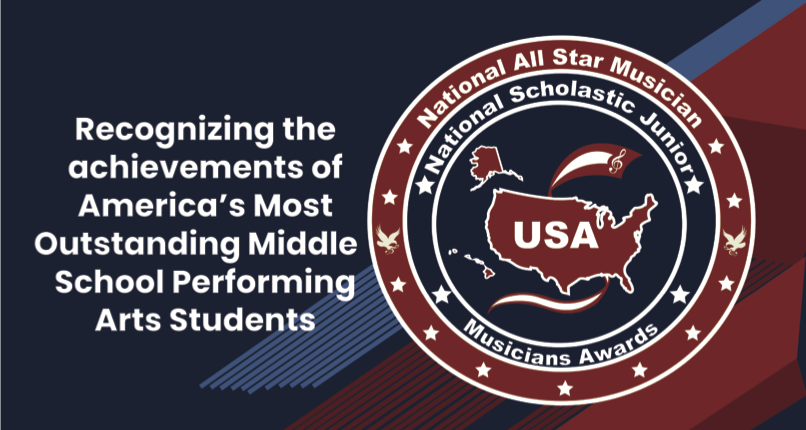 Recognizing the
achievements of
America's Most
Outstanding Middle
School Performing
Arts Students
National All Star Musician
National Scholastic Junior
USA
Musicians Awards